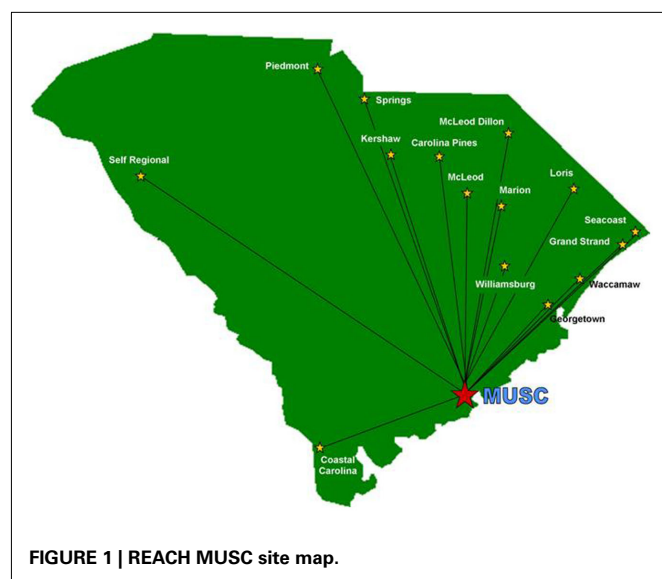 Piedmont
Springs
McLeod Dillon
Kershaw
Carolina Pines
Self Regional
McLeod
Marion
Loris
Seacoast
Grand Strand
Williamsburg
Waccamaw
Georgetown
MUSC
Coastal
Carolina
FIGURE 1 | REACH MUSC site map.